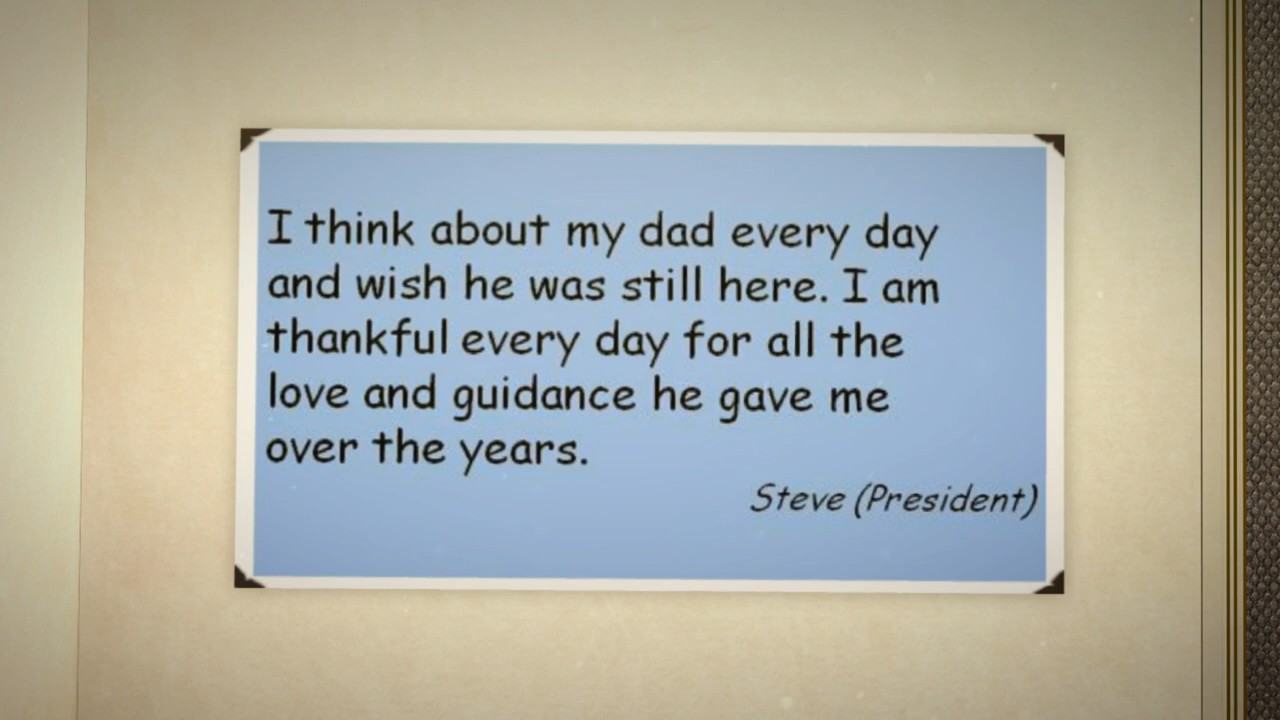 I think about my dad every day
and wish he was still here. I am
thankful every day for all the
love and guidance he gave me
over the years.
Steve (President)